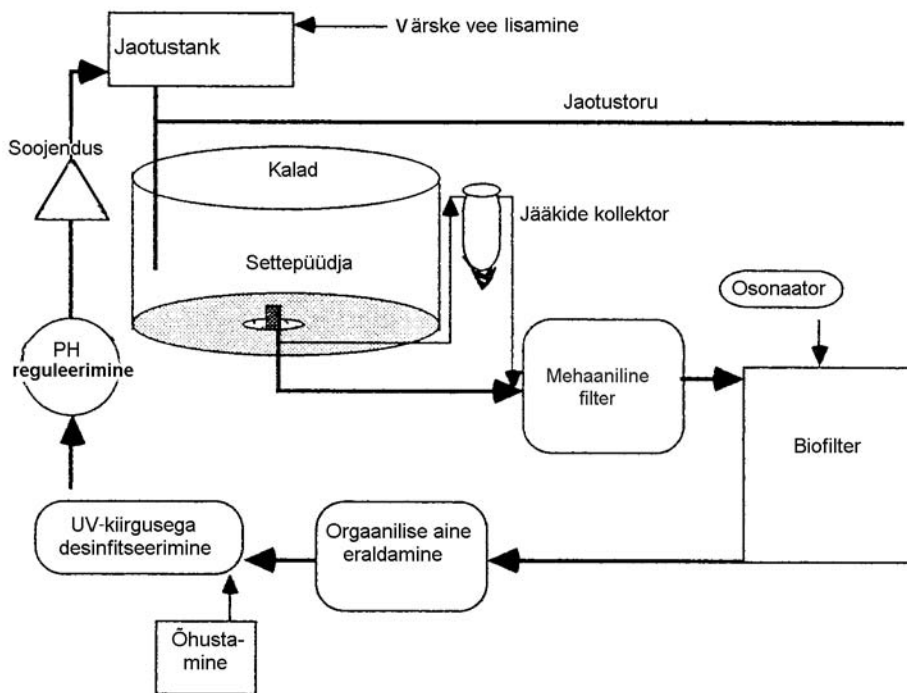 Värske vee lisamine
Jaotustank
Jaotustoru
Soojendus
Kalad
Jääkide kollektor
Settepüüdja
Osonaator
PH
reguleerimine
Mehaaniline
filter
Biofilter
UV-kiirgusega
desinfitseerimine
Orgaanilise aine
eraldamine
Õhusta-
mine